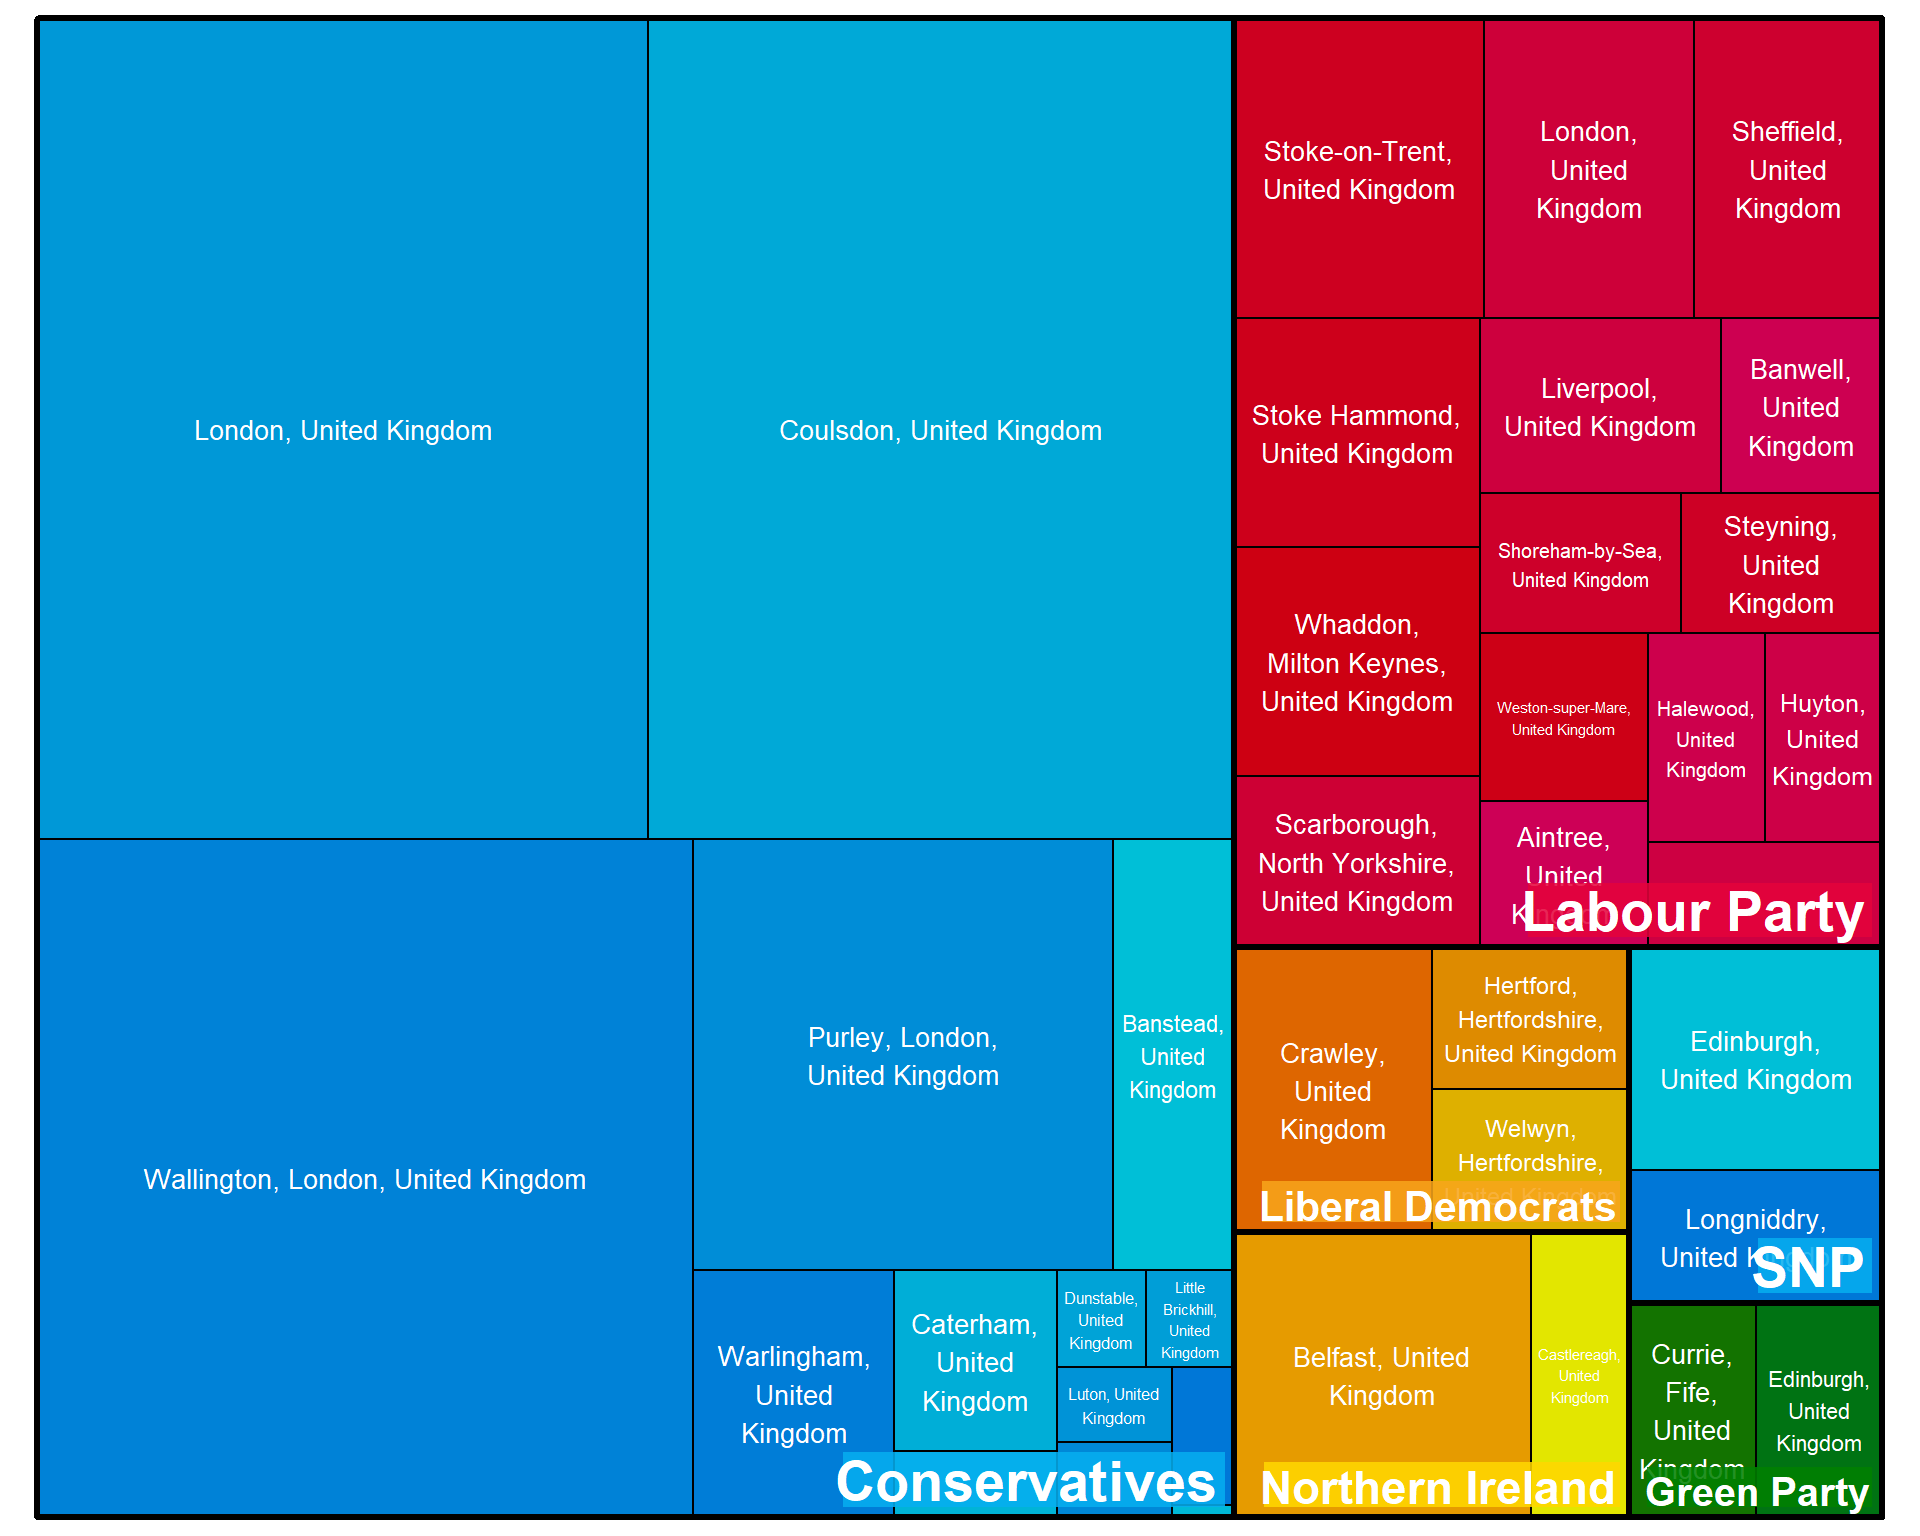 London, United Kingdom
Coulsdon, United Kingdom
Wallington, London, United Kingdom
Purley, London,
United Kingdom
Banstead,
United
Kingdom
Warlingham,
United
Kingdom
Caterham,
United
Kingdom
Dunstable,
United
Kingdom
Little
Brickhill,
United
Kingdom
Luton, United
Kingdom
Conservatives
Stoke-on-Trent,
United Kingdom
London,
United
Kingdom
Sheffield,
United
Kingdom
Stoke Hammond,
United Kingdom
Liverpool,
United Kingdom
Banwell,
United
Kingdom
Shoreham-by-Sea,
United Kingdom
Steyning,
United
Kingdom
Whaddon,
Milton Keynes,
United Kingdom
Weston-super-Mare,
United Kingdom
Halewood,
United
Kingdom
Huyton,
United
Kingdom
Scarborough,
North Yorkshire,
United Kingdom
Aintree,
United
Kingdom
Labour Party
Crawley,
United
Kingdom
Hertford,
Hertfordshire,
United Kingdom
Welwyn,
Hertfordshire,
United Kingdom
Liberal Democrats
Edinburgh,
United Kingdom
Longniddry,
United Kingdom
SNP
Belfast, United
Kingdom
Castlereagh,
United
Kingdom
Northern Ireland
Currie,
Fife,
United
Kingdom
Edinburgh,
United
Kingdom
Green Party